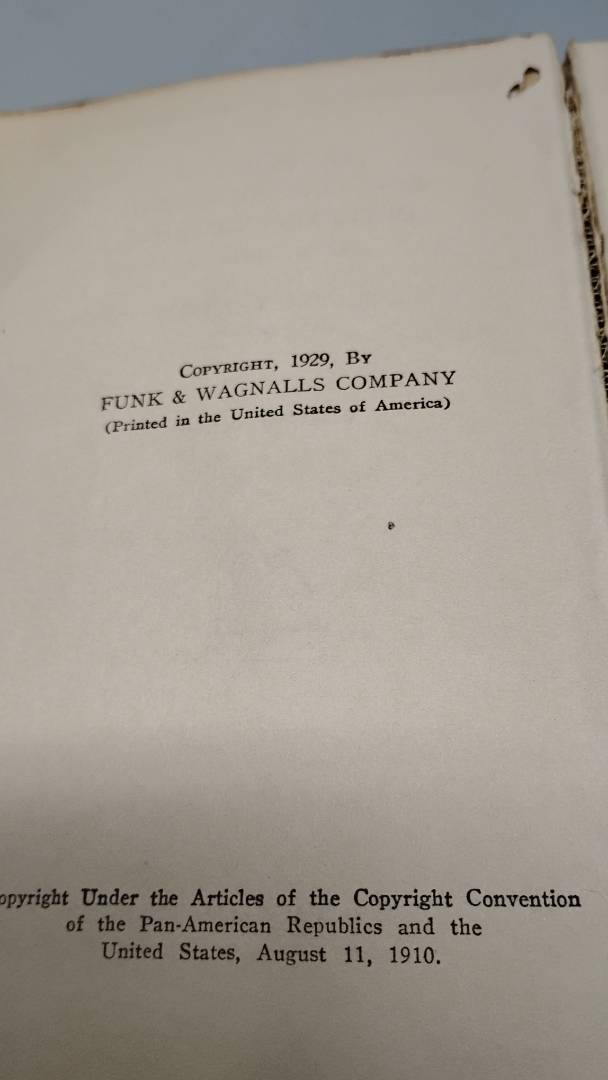 COPYRIGHT, 1929, BY
FUNK & WAGNALLS COMPANY
(Printed in the United States of America)
opyright Under the Articles of the Copyright Convention
of the Pan-American Republics and the
United States, August 11, 1910.